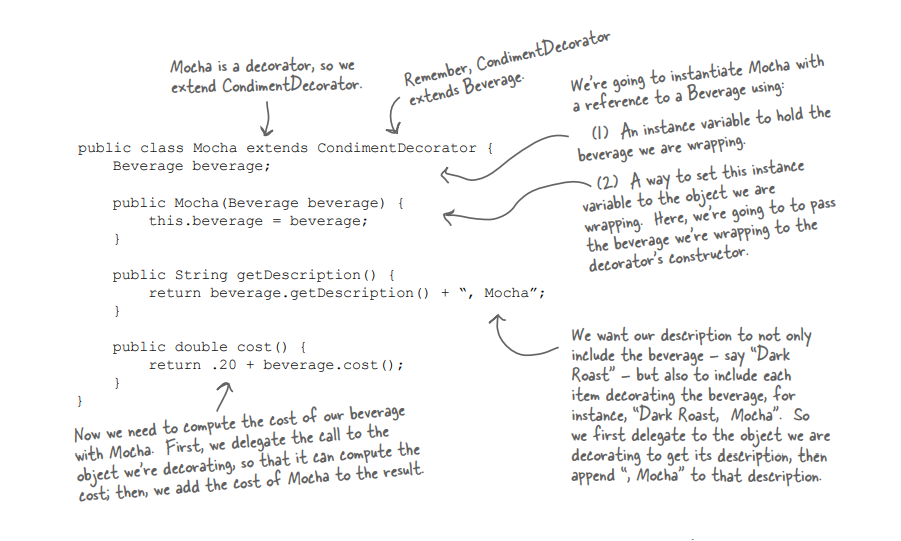 Mocha is a decorator, so we
extend CondimentDecorator.
Remember, CondimentDecorator
extends Beverage.
We're going to instantiate Mocha with
a reference to a Beverage using:
(1) An instance variable to hold the
beverage we are wrapping.
(2) A way to set this instance
variable to the object we are
wrapping. Here, we're going to to pass
the beverage we're wrapping to the
decorator's constructor.
public class Mocha extends CondimentDecorator {
Beverage beverage;
public Mocha(Beverage beverage) {
this.beverage = beverage;
}
public String getDescription() {
return beverage.getDescription() + “, Mocha”;
}
public double cost() {
return .20 + beverage.cost();
}
}
We want our description to not only
include the beverage – say “Dark
Roast” – but also to include each
item decorating the beverage, for
instance, “Dark Roast, Mocha”. So
we first delegate to the object we are
decorating to get its description, then
append “, Mocha” to that description.
Now we need to compute the cost of our beverage
with Mocha. First, we delegate the call to the
object we're decorating, so that it can compute the
cost; then, we add the cost of Mocha to the result.